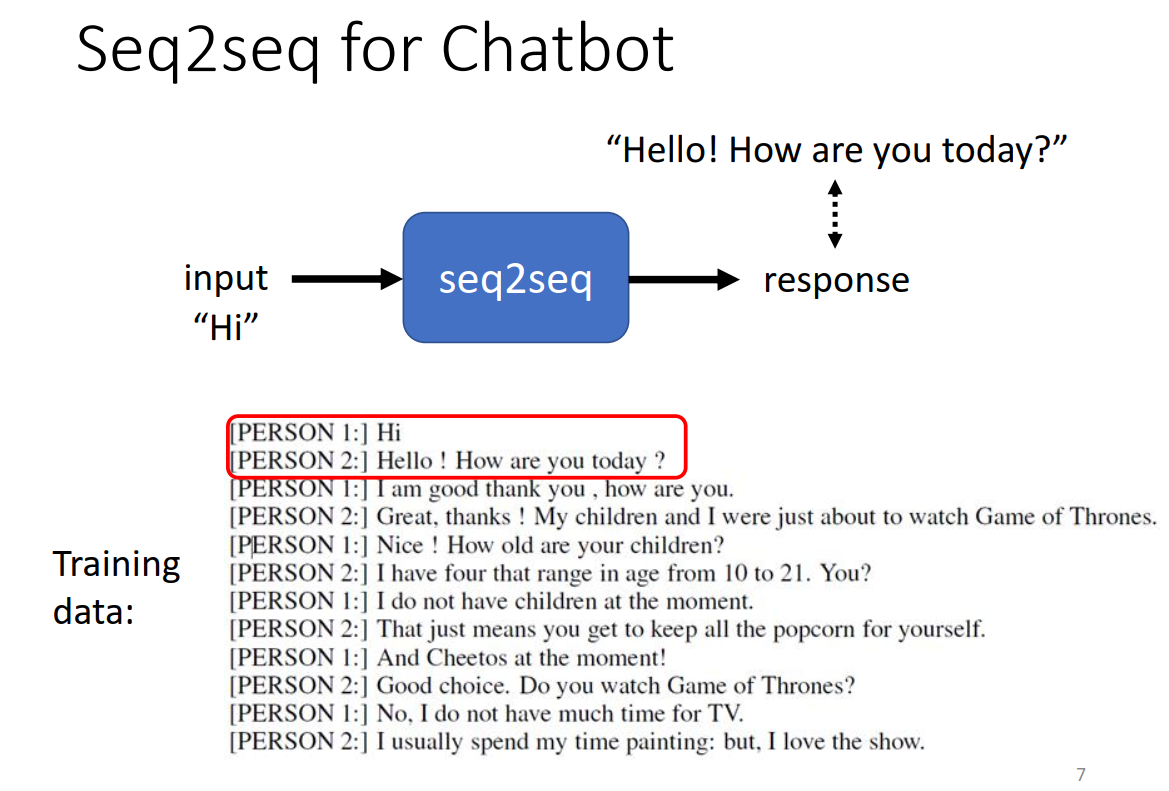 Seq2seq for Chatbot
“Hello! How are you today?”
input
“Hi”
seq2seq
response
Training
data:
[PERSON 1:] Hi
[PERSON 2:] Hello ! How are you today ?
[PERSON 1:] I am good thank you , how are you.
[PERSON 2:] Great, thanks ! My children and I were just about to watch Game of Thrones.
[PERSON 1:] Nice ! How old are your children?
[PERSON 2:] I have four that range in age from 10 to 21. You?
[PERSON 1:] I do not have children at the moment.
[PERSON 2:] That just means you get to keep all the popcorn for yourself.
[PERSON 1:] And Cheetos at the moment!
[PERSON 2:] Good choice. Do you watch Game of Thrones?
[PERSON 1:] No, I do not have much time for TV.
[PERSON 2:] I usually spend my time painting: but, I love the show.
7